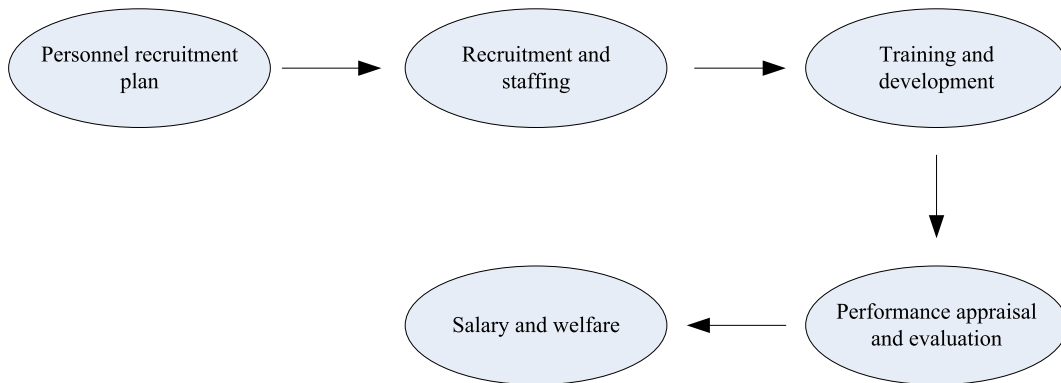 Personnel recruitment
plan
Recruitment and
staffing
Training and
development
Salary and welfare
Performance appraisal
and evaluation